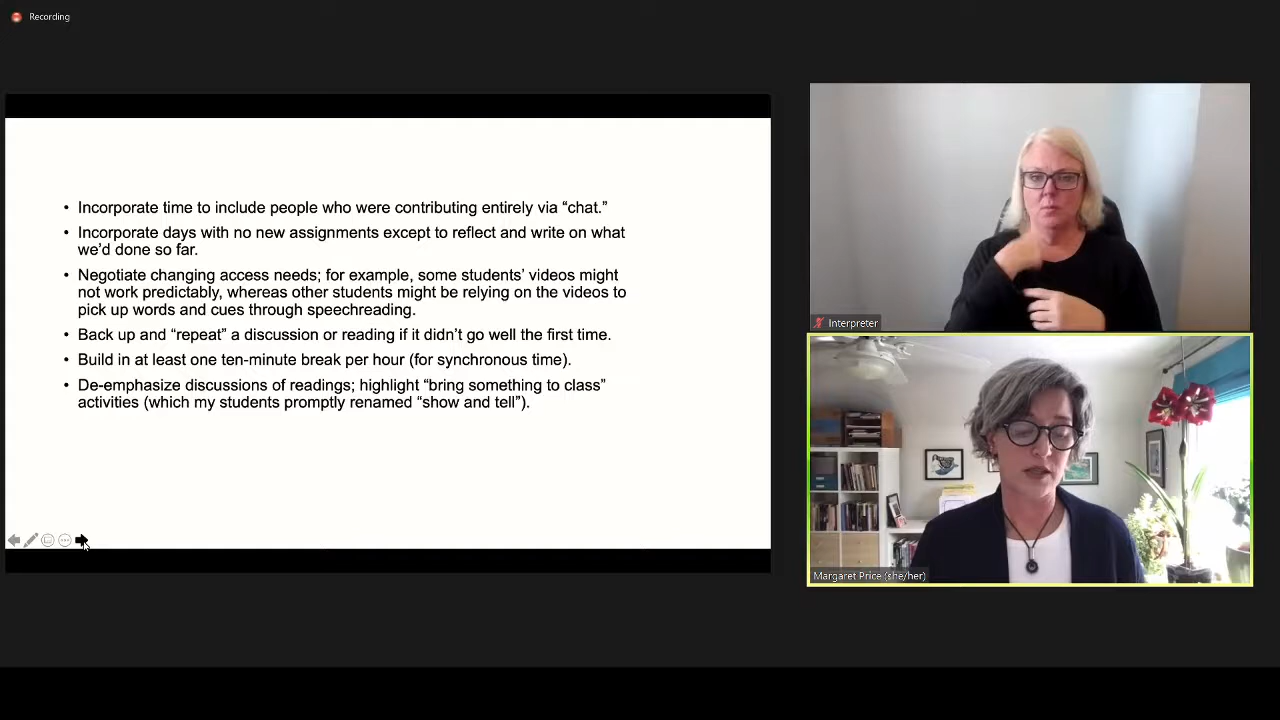 Recording
• Incorporate time to include people who were contributing entirely via “chat.”
• Incorporate days with no new assignments except to reflect and write on what
we’d done so far.
• Negotiate changing access needs; for example, some students’ videos might
not work predictably, whereas other students might be relying on the videos to
pick up words and cues through speechreading.
• Back up and “repeat” a discussion or reading if it didn’t go well the first time.
• Build in at least one ten-minute break per hour (for synchronous time).
• De-emphasize discussions of readings; highlight “bring something to class”
activities (which my students promptly renamed “show and tell”).
Interpreter
Margaret Price (she/her)